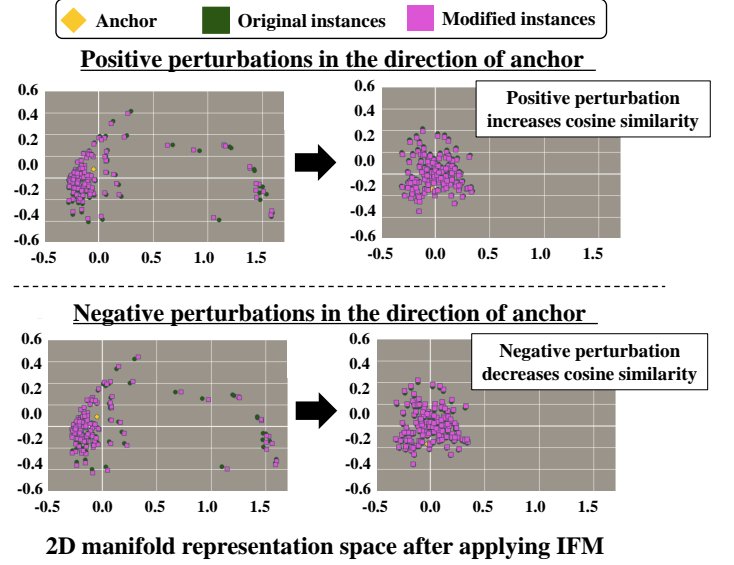 Anchor Original instances Modified instances
Positive perturbations in the direction of anchor
0.6
0.4
0.2
0.0
-0.2
-0.4
-0.6
-0.5 0.0 0.5 1.0 1.5
0.6
0.4
0.2
0.0
-0.2
-0.4
-0.6
-0.5 0.0 0.5 1.0 1.5
Positive perturbation
increases cosine similarity
Negative perturbations in the direction of anchor
0.6
0.4
0.2
0.0
-0.2
-0.4
-0.6
-0.5 0.0 0.5 1.0 1.5
0.6
0.4
0.2
0.0
-0.2
-0.4
-0.6
-0.5 0.0 0.5 1.0 1.5
Negative perturbation
decreases cosine similarity
2D manifold representation space after applying IFM